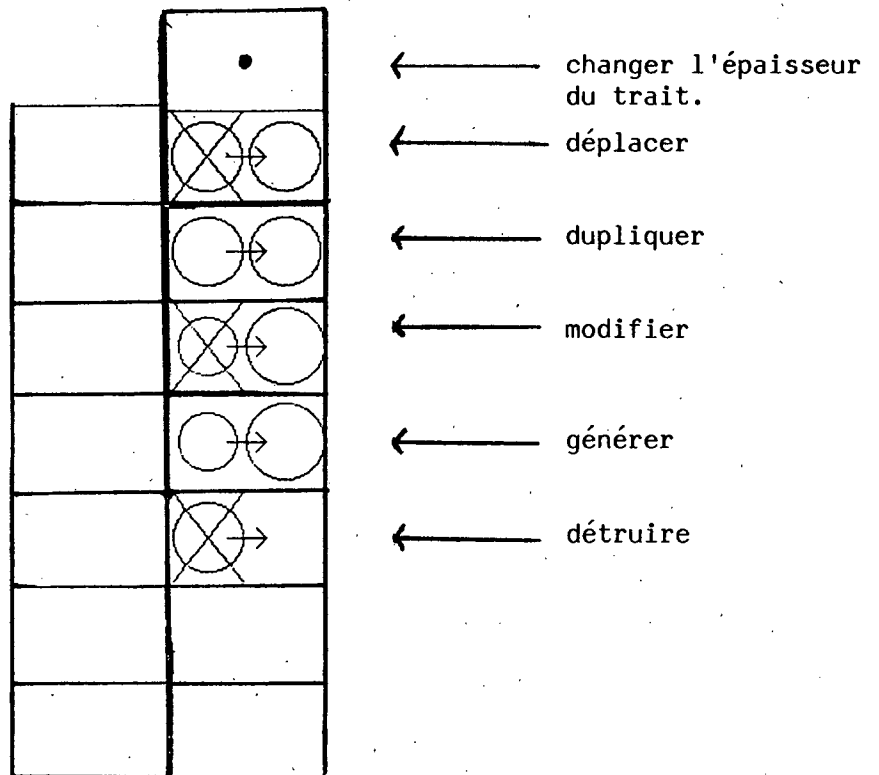 changer l'épaisseur
du trait.
déplacer
dupliquer
modifier
générer
détruire